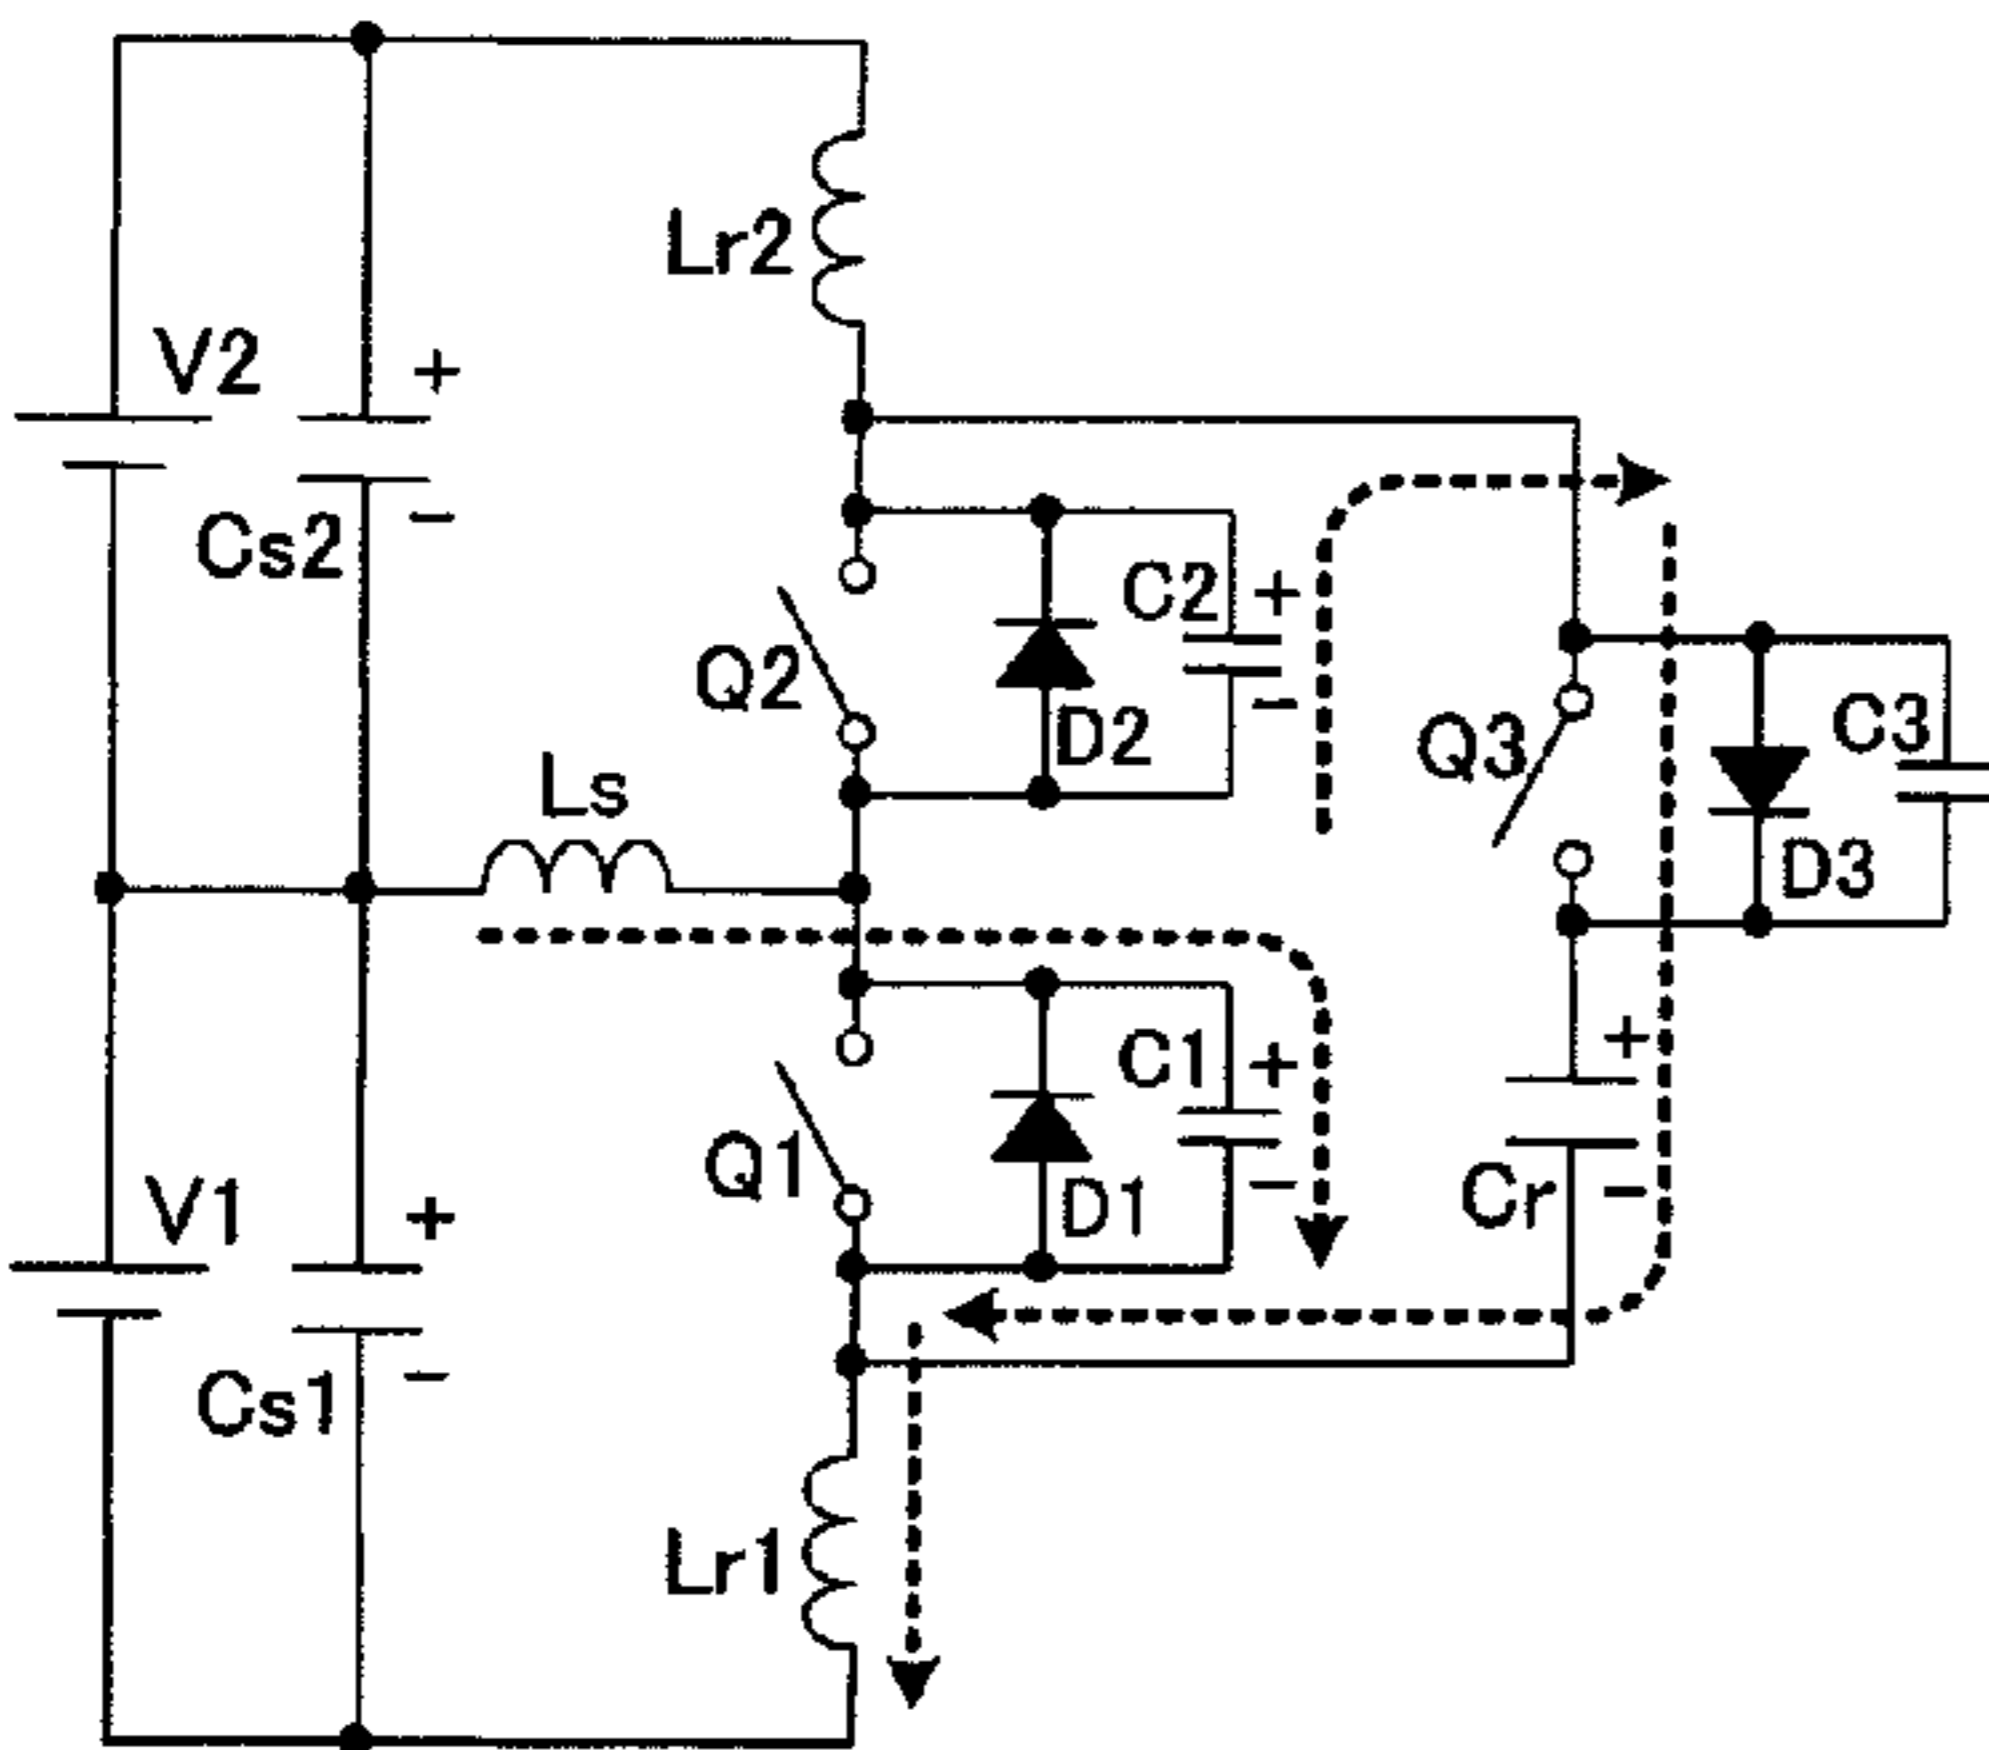 Lr2
V2
+
Cs2
-
C2
+
Q2
-
D2
Q3
C3
Ls
D3
C1
+
+
Q1
-
D1
Cr
-
V1
+
Cs1
-
Lr1